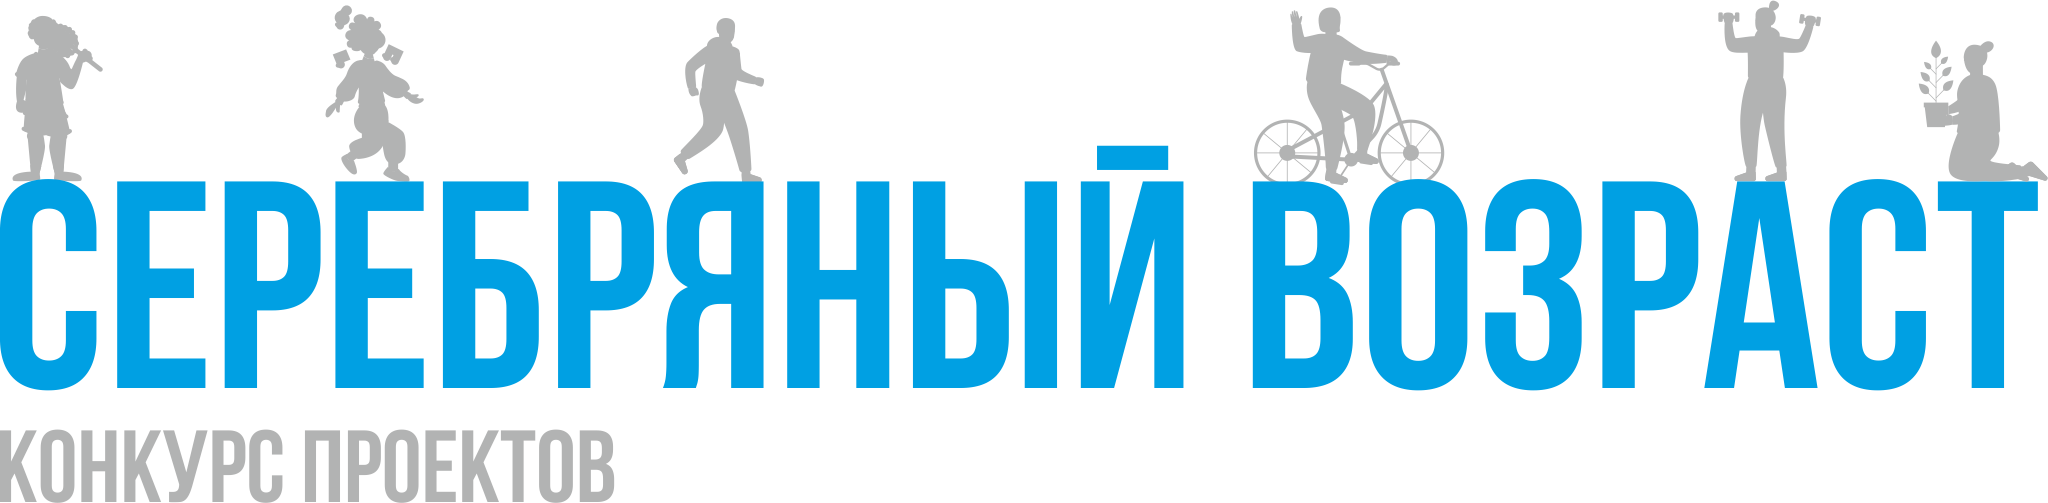 СЕРЕБРЯНЫЙ ВОЗРАСТ
КОНКУРС ПРОЕКТОВ